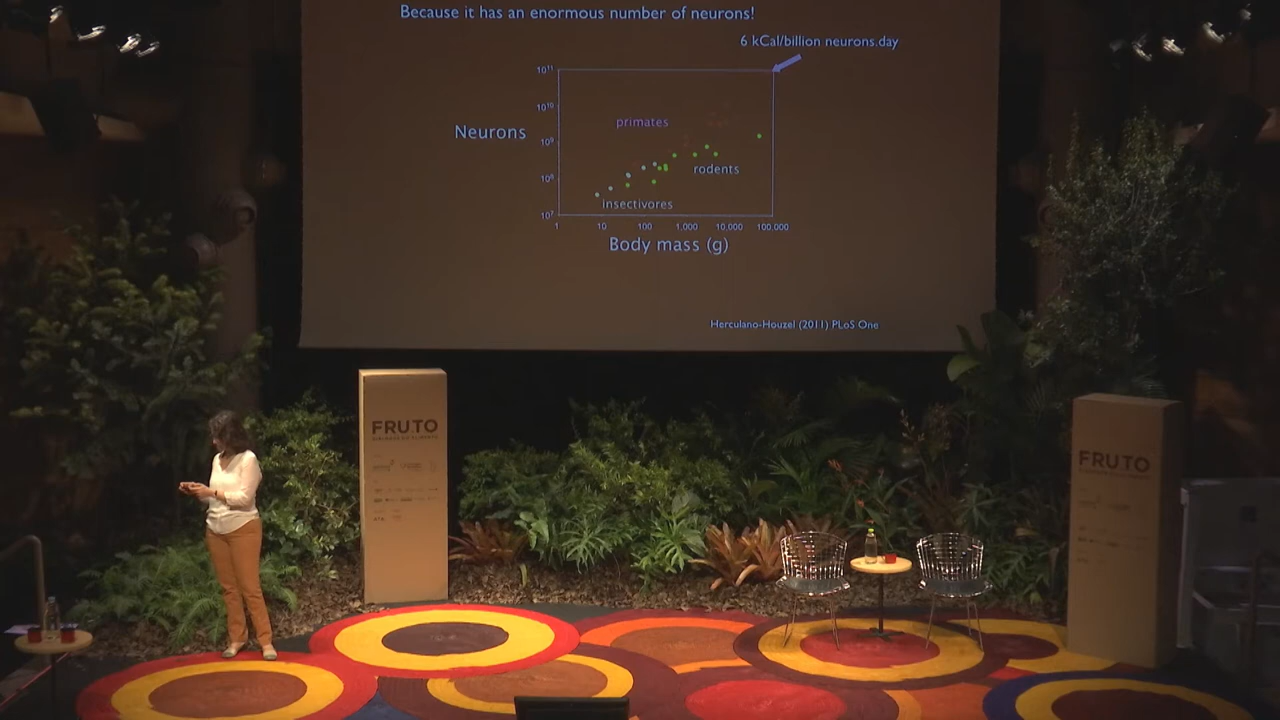 Because it has an enormous number of neurons!
6 kCal/billion neurons.day
10¹¹
10¹⁰
10⁹
10⁸
10⁷
Neurons
primates
rodents
insectivores
1 10 100 1,000 10,000 100,000
Body mass (g)
Herculano-Houzel (2011) PLoS One
FRUTO
FRUTO